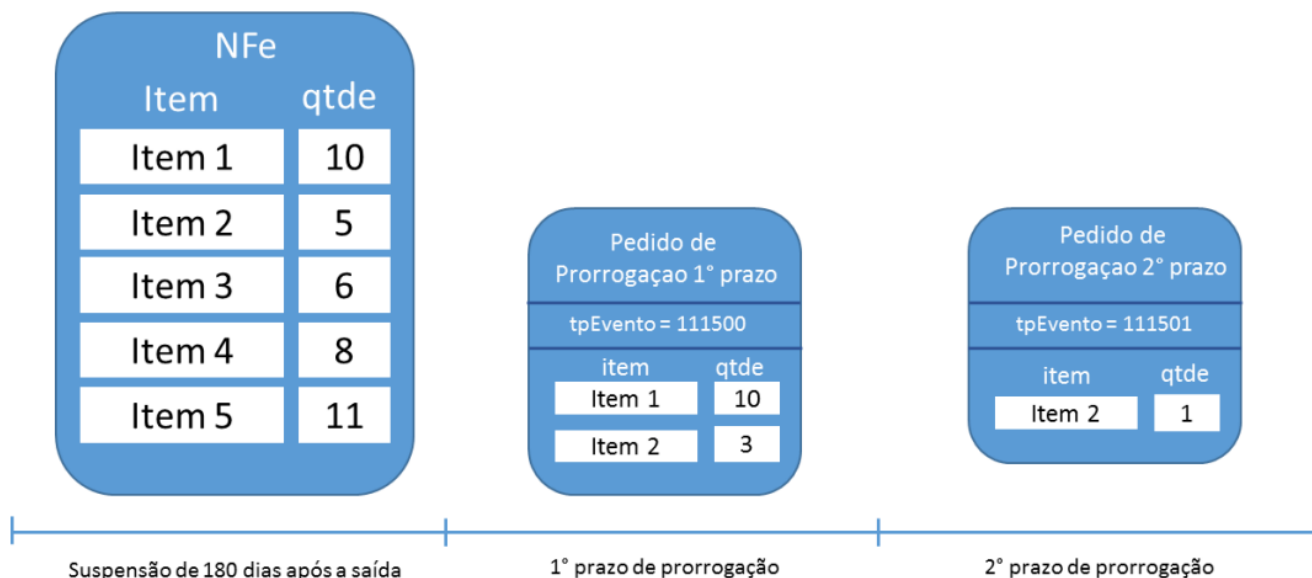 NFe
Item qtde
Item 1 10
Item 2 5
Item 3 6
Item 4 8
Item 5 11
Pedido de
Prorrogaçao 1° prazo
tpEvento = 111500
item qtde
Item 1 10
Item 2 3
Pedido de
Prorrogaçao 2° prazo
tpEvento = 111501
item qtde
Item 2 1
Suspensão de 180 dias após a saída
1° prazo de prorrogação
2° prazo de prorrogação